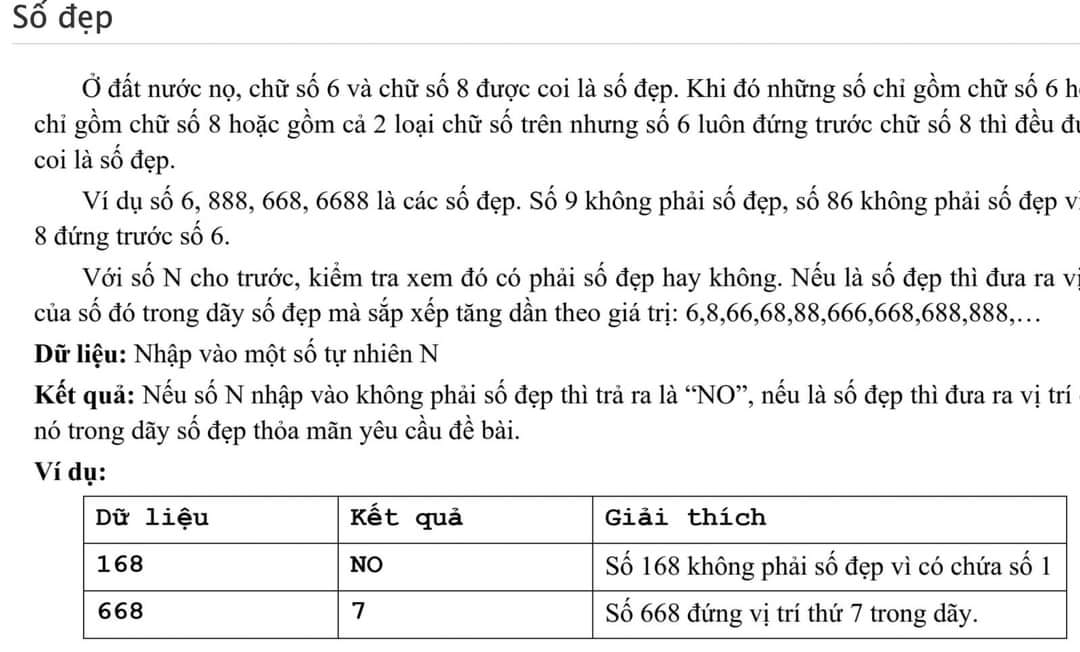 Số đẹp
Ở đất nước nọ, chữ số 6 và chữ số 8 được coi là số đẹp. Khi đó những số chỉ gồm chữ số 6
chỉ gồm chữ số 8 hoặc gồm cả 2 loại chữ số trên nhưng số 6 luôn đứng trước chữ số 8 thì đều
coi là số đẹp.
Ví dụ số 6, 888, 668, 6688 là các số đẹp. Số 9 không phải số đẹp, số 86 không phải số đẹp
8 đứng trước số 6.
Với số N cho trước, kiểm tra xem đó có phải số đẹp hay không. Nếu là số đẹp thì đưa ra
của số đó trong dãy số đẹp mà sắp xếp tăng dần theo giá trị: 6,8,66,68,88,666,668,688,888,…
Dữ liệu: Nhập vào một số tự nhiên N
Kết quả: Nếu số N nhập vào không phải số đẹp thì trả ra là “NO”, nếu là số đẹp thì đưa ra vị trí
nó trong dãy số đẹp thỏa mãn yêu cầu đề bài.
Ví dụ:
Dữ liệu Kết quả Giải thích
168 NO Số 168 không phải số đẹp vì có chứa số 1
668 7 Số 668 đứng vị trí thứ 7 trong dãy.